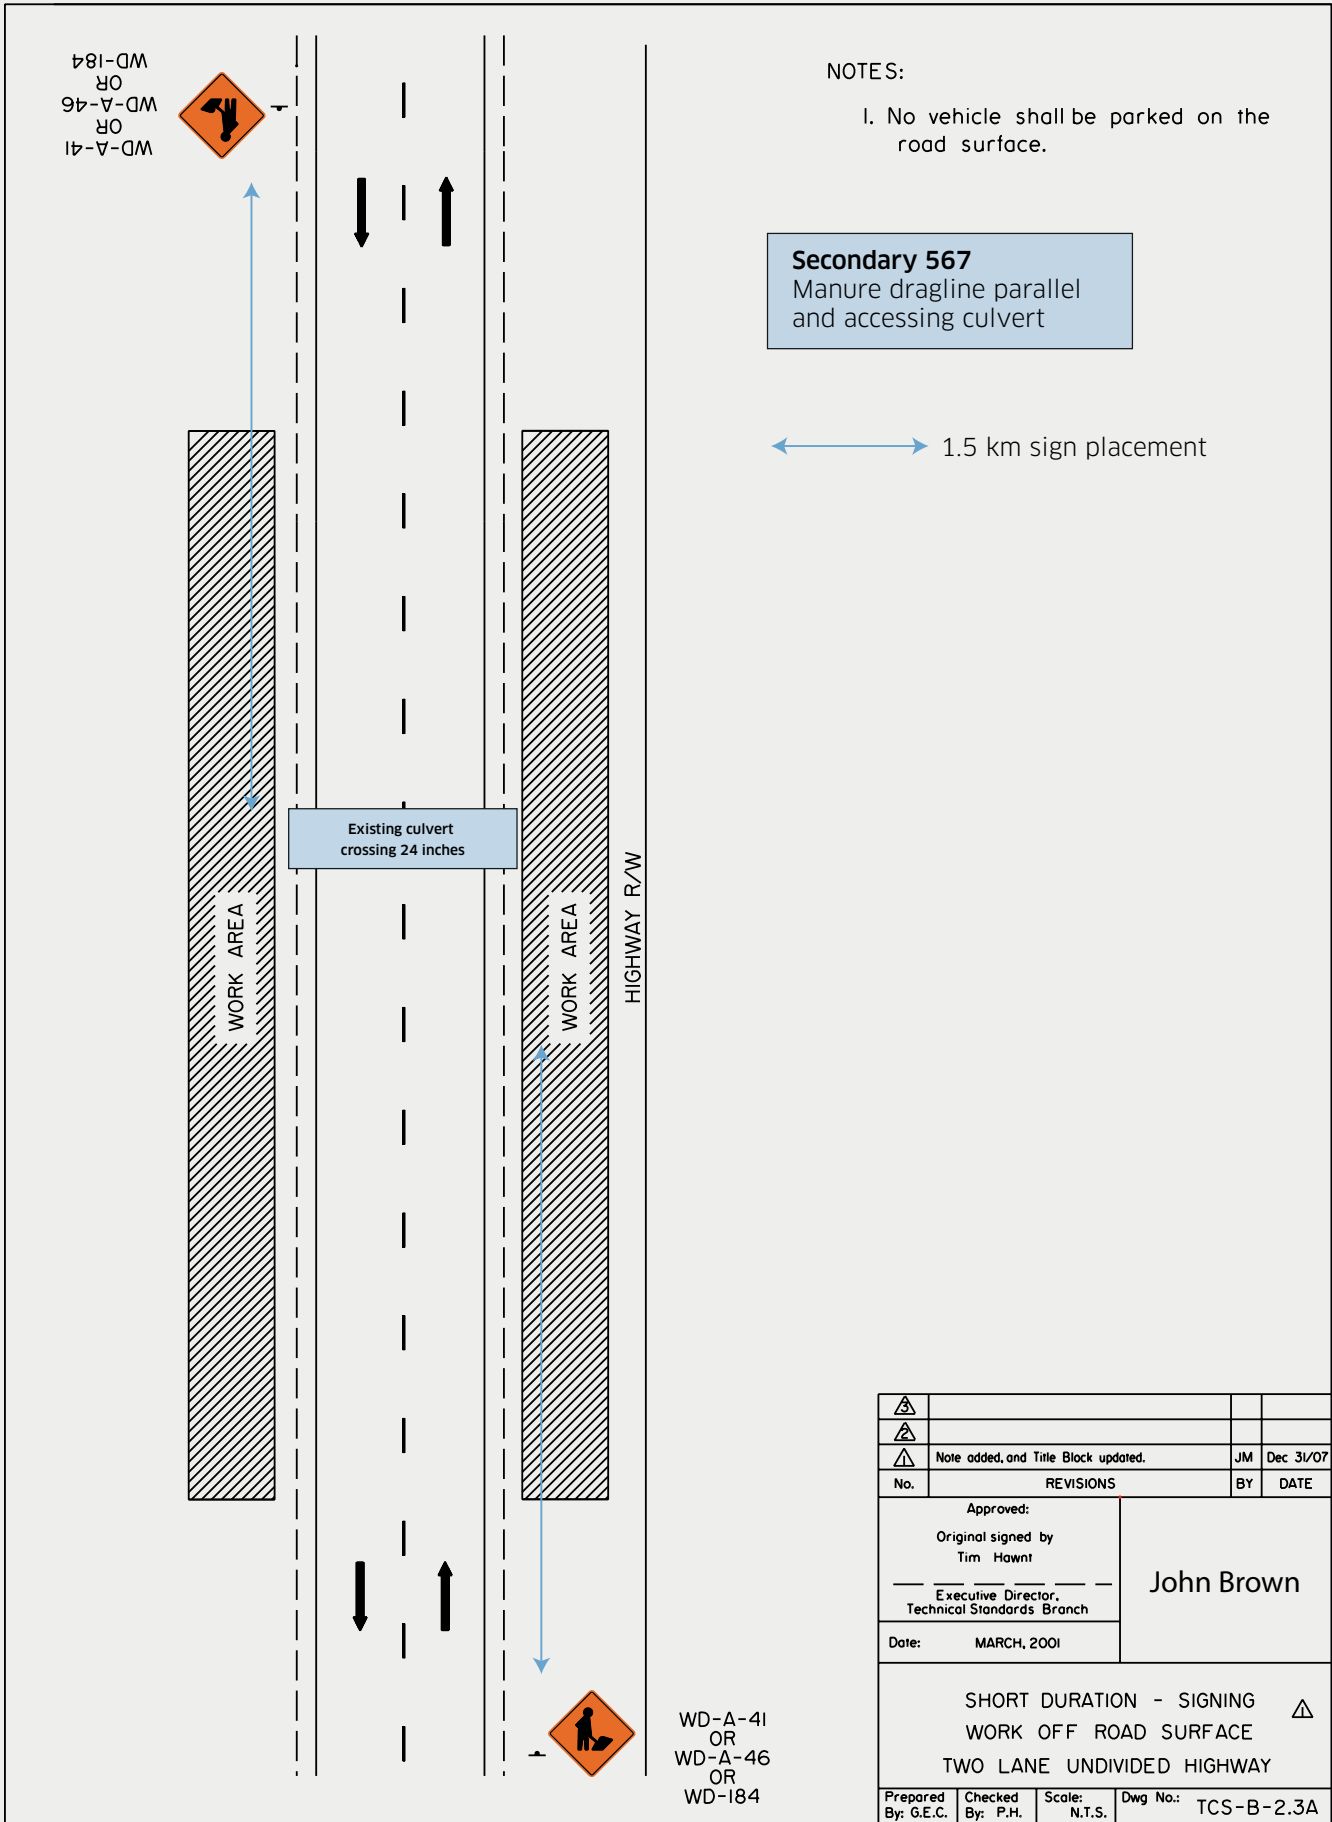 WD-184
OR
WD-A-46
OR
WD-A-41
NOTES:
1. No vehicle shall be parked on the
road surface.
Secondary 567
Manure dragline parallel
and accessing culvert
1.5 km sign placement
Existing culvert
crossing 24 inches
WORK AREA
WORK AREA
HIGHWAY R/W
WD-A-41
OR
WD-A-46
OR
WD-184
3
2
1 Note added, and Title Block updated. JM Dec 31/07
No. REVISIONS BY DATE
Approved:
Original signed by
Tim Hawnt
Executive Director,
Technical Standards Branch
John Brown
Date: MARCH, 2001
SHORT DURATION - SIGNING 1
WORK OFF ROAD SURFACE
TWO LANE UNDIVIDED HIGHWAY
Prepared Checked Scale: Dwg No.: TCS-B-2.3A
By: G.E.C. By: P.H. N.T.S.